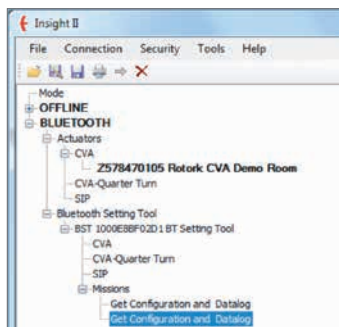 Insight II
File Connection Security Tools Help
Mode
OFFLINE
BLUETOOTH
Actuators
CVA
Z578470105 Rotork CVA Demo Room
CVA-Quarter Turn
SIP
Bluetooth Setting Tool
BST 1000E8BF02D1 BT Setting Tool
CVA
CVA-Quarter Turn
SIP
Missions
Get Configuration and Datalog
Get Configuration and Datalog